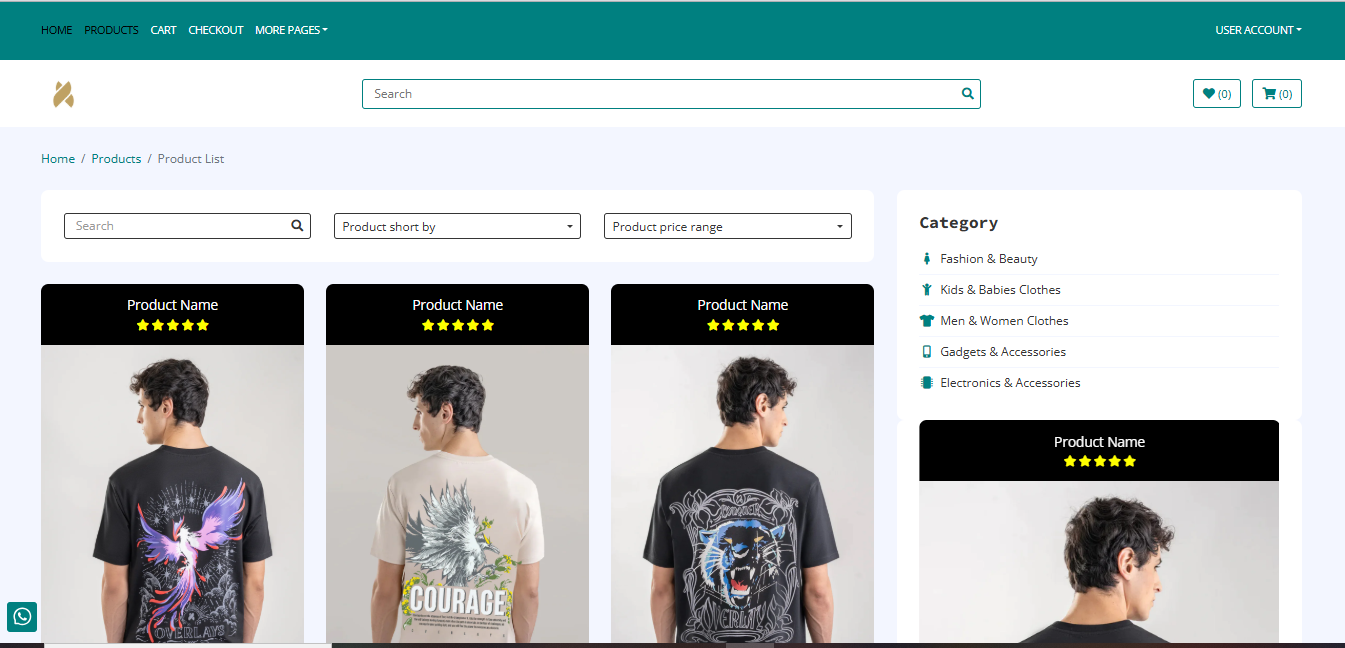 HOME PRODUCTS CART CHECKOUT MORE PAGES USER ACCOUNT
Search (0) (0)
Home / Products / Product List
Search Product short by Product price range
Category
Fashion & Beauty
Kids & Babies Clothes
Men & Women Clothes
Gadgets & Accessories
Electronics & Accessories
Product Name Product Name Product Name
Product Name
OVERLAYS
COURAGE